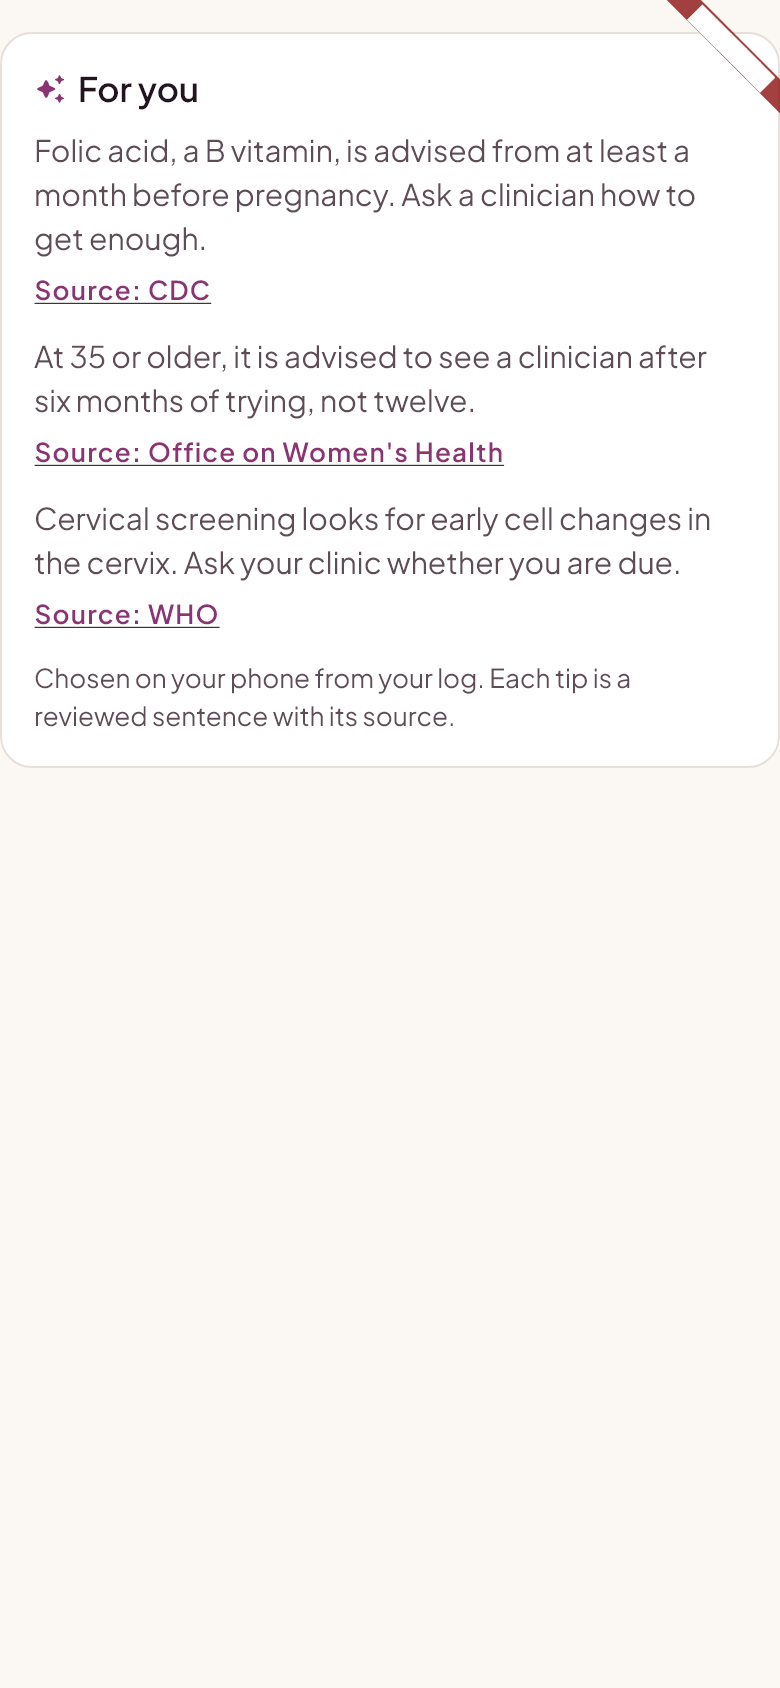 For you
Folic acid, a B vitamin, is advised from at least a
month before pregnancy. Ask a clinician how to
get enough.
Source: CDC
At 35 or older, it is advised to see a clinician after
six months of trying, not twelve.
Source: Office on Women's Health
Cervical screening looks for early cell changes in
the cervix. Ask your clinic whether you are due.
Source: WHO
Chosen on your phone from your log. Each tip is a
reviewed sentence with its source.